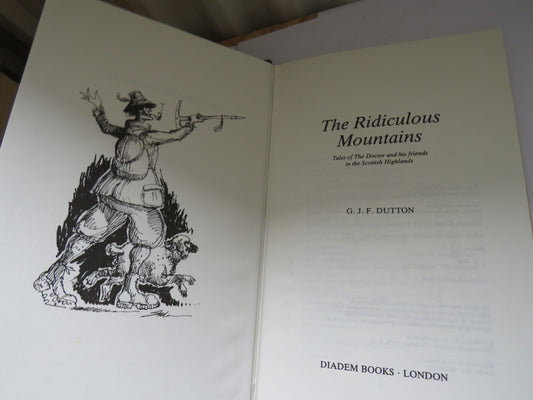 The Ridiculous
Mountains
Tales of The Doctor and his friends
in the Scottish Highlands
G. J. F. DUTTON
DIADEM BOOKS · LONDON